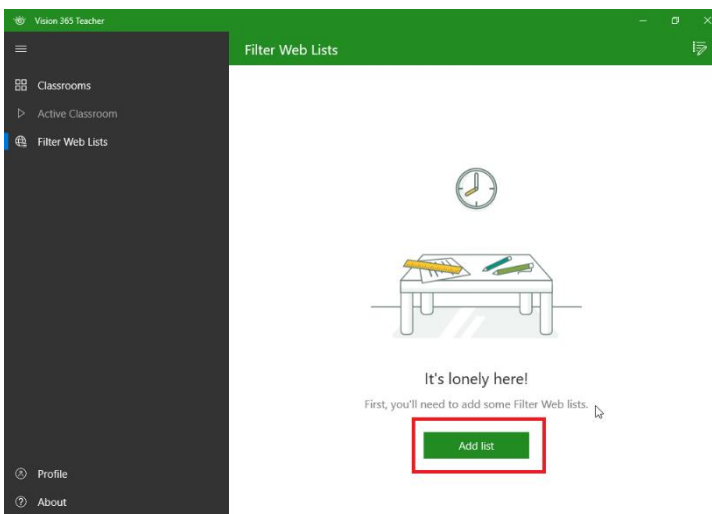 Vision 365 Teacher
Filter Web Lists
Classrooms
Active Classroom
Filter Web Lists
It's lonely here!
First, you'll need to add some Filter Web lists.
Add list
Profile
About